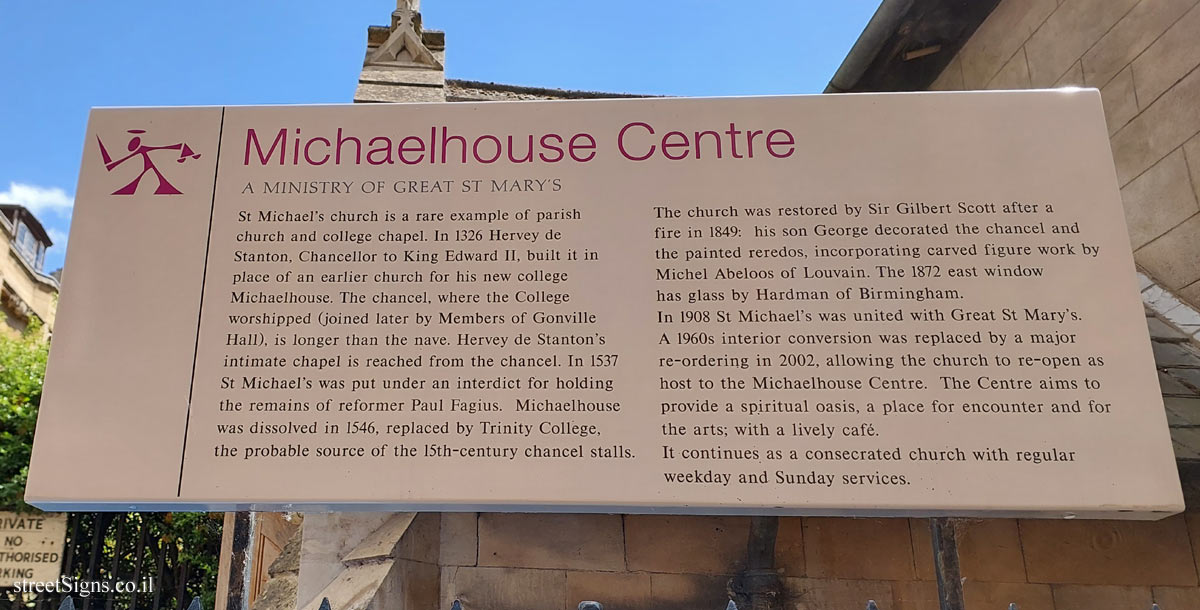 Michaelhouse Centre
A MINISTRY OF GREAT ST MARY'S
St Michael's church is a rare example of parish
church and college chapel. In 1326 Hervey de
Stanton, Chancellor to King Edward II, built it in
place of an earlier church for his new college
Michaelhouse. The chancel, where the College
worshipped (joined later by Members of Gonville
Hall), is longer than the nave. Hervey de Stanton's
intimate chapel is reached from the chancel. In 1537
St Michael's was put under an interdict for holding
the remains of reformer Paul Fagius. Michaelhouse
was dissolved in 1546, replaced by Trinity College,
the probable source of the 15th-century chancel stalls.
The church was restored by Sir Gilbert Scott after a
fire in 1849: his son George decorated the chancel and
the painted reredos, incorporating carved figure work by
Michel Abeloos of Louvain. The 1872 east window
has glass by Hardman of Birmingham.
In 1908 St Michael's was united with Great St Mary's.
A 1960s interior conversion was replaced by a major
re-ordering in 2002, allowing the church to re-open as
host to the Michaelhouse Centre. The Centre aims to
provide a spiritual oasis, a place for encounter and for
the arts; with a lively café.
It continues as a consecrated church with regular
weekday and Sunday services.
RIVATE
NO
THORISED
RKING
streetSigns.co.il